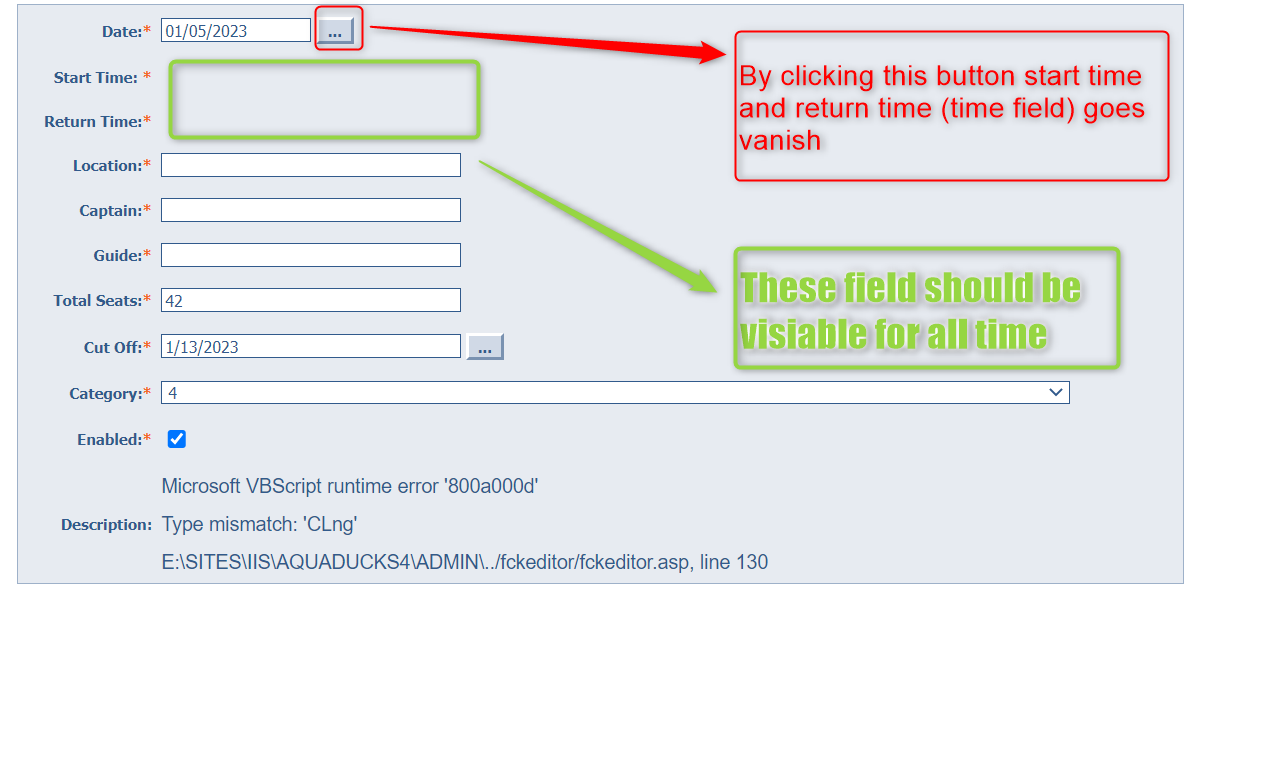 Date:* 01/05/2023 ...
Start Time: *
Return Time:*
Location:*
Captain:*
Guide:*
Total Seats:* 42
Cut Off:* 1/13/2023 ...
Category:* 4
Enabled:*
Microsoft VBScript runtime error '800a000d'
Description: Type mismatch: 'CLng'
E:\SITES\IIS\AQUADUCKS4\ADMIN\../fckeditor/fckeditor.asp, line 130
By clicking this button start time
and return time (time field) goes
vanish
These field should be
visiable for all time